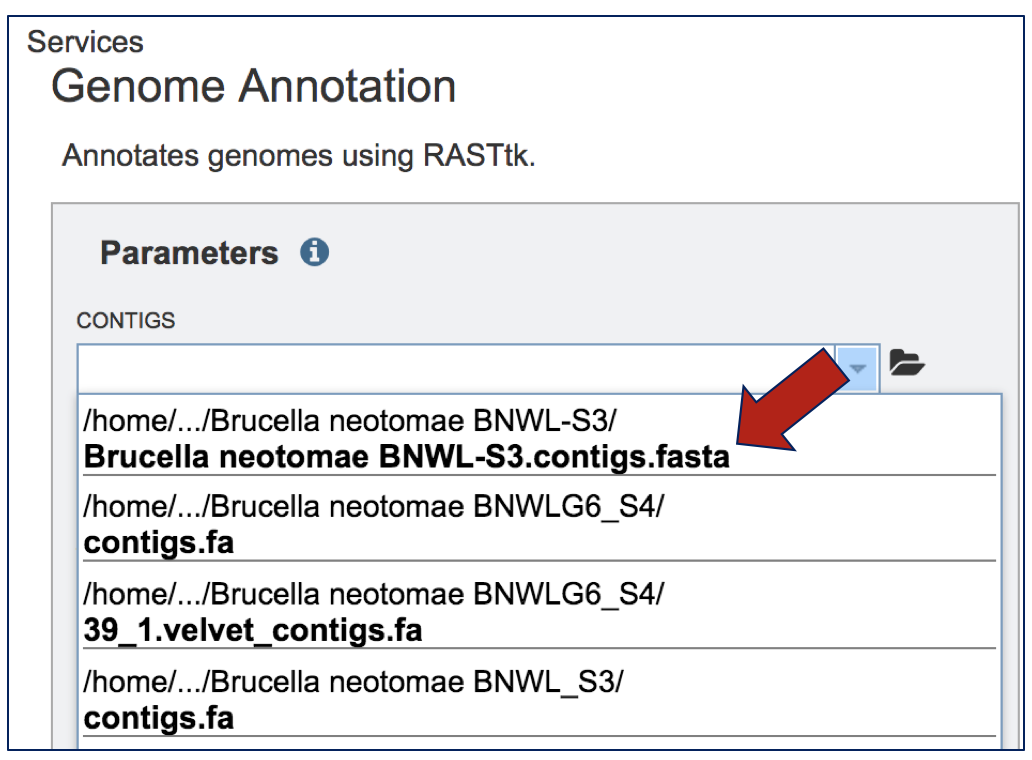 Services
Genome Annotation
Annotates genomes using RASTtk.
Parameters
CONTIGS
/home/.../Brucella neotomae BNWL-S3/
Brucella neotomae BNWL-S3.contigs.fasta
/home/.../Brucella neotomae BNWLG6_S4/
contigs.fa
/home/.../Brucella neotomae BNWLG6_S4/
39_1.velvet_contigs.fa
/home/.../Brucella neotomae BNWL_S3/
contigs.fa